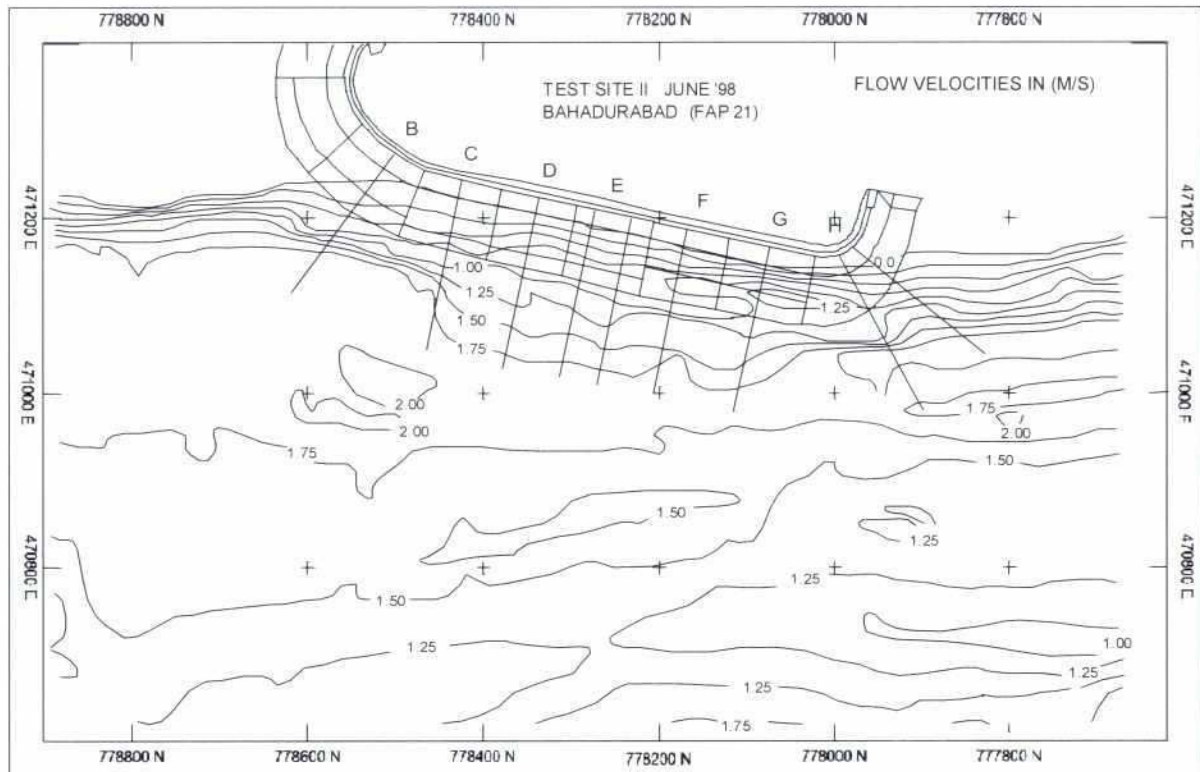 778800 N 778600 N 778400 N 778200 N 778000 N 777800 N
TEST SITE II JUNE '98
BAHADURABAD (FAP 21)
FLOW VELOCITIES IN (M/S)
B
C
D
E
F
G
H
471200 E
471200 E
0.0
1.00
1.25
1.25
1.50
1.75
471000 E
471000 E
2.00
1.75
2.00
2.00
1.75
1.50
1.50
1.25
470800 E
470800 E
1.25
1.50
1.25
1.00
1.25
1.25
1.75
778800 N 778600 N 778400 N 778200 N 778000 N 777800 N